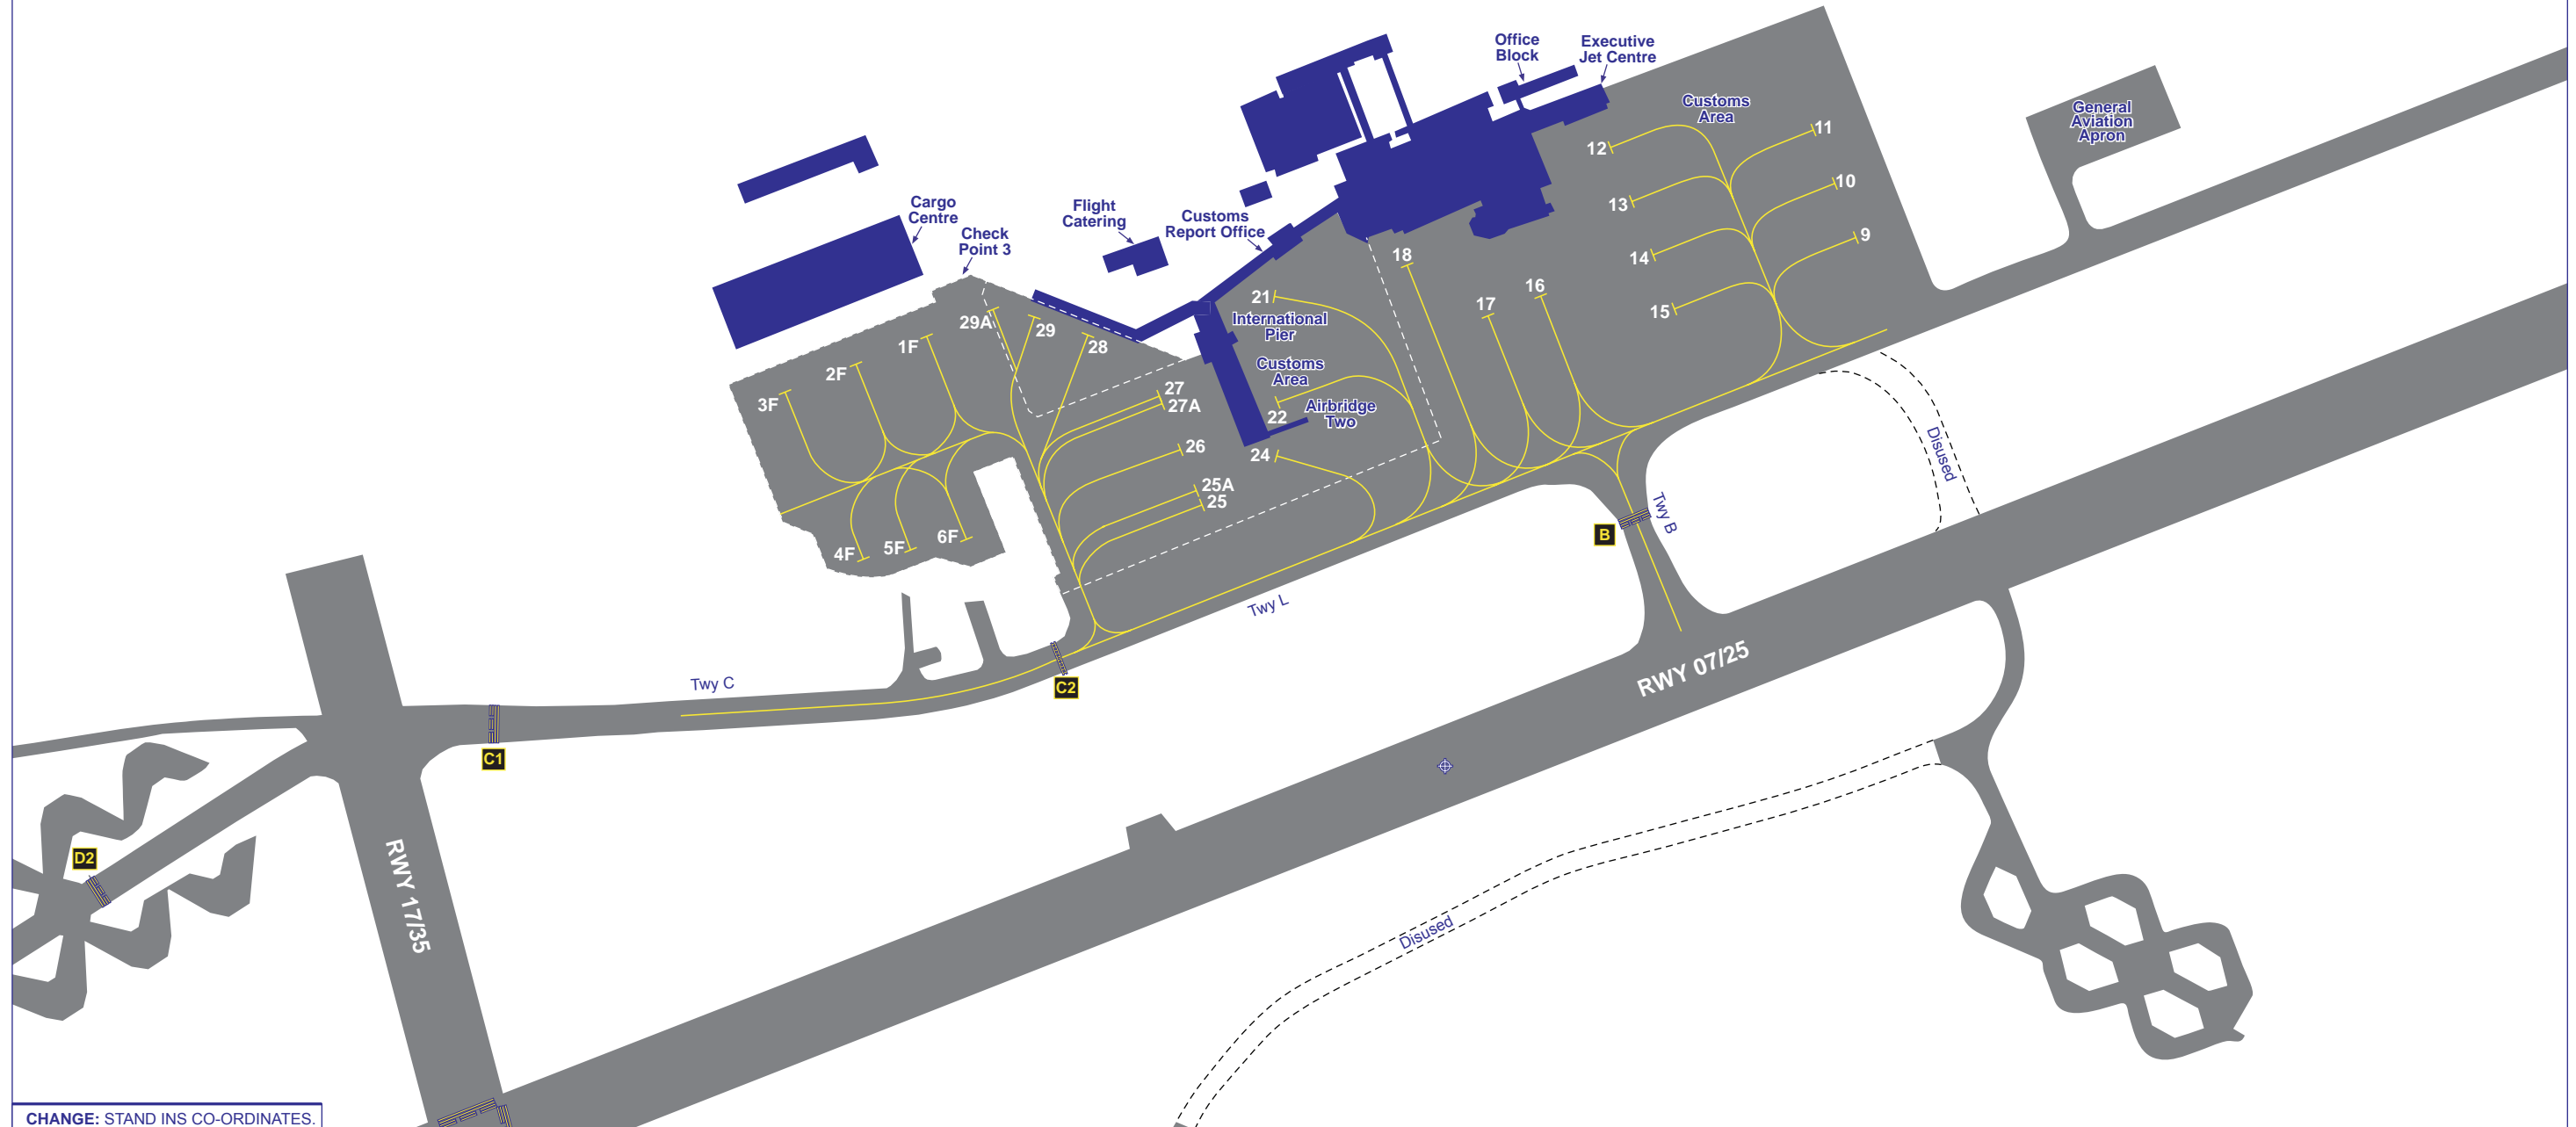 Office
Block
Executive
Jet Centre
Customs
Area
General
Aviation
Apron
11
12
10
13
9
14
15
Cargo
Centre
Check
Point 3
Flight
Catering
Customs
Report Office
18
16
17
21
International
Pier
Customs
Area
22
Airbridge
Two
24
29A
29
28
1F
2F
3F
27
27A
26
25A
25
4F
5F
6F
Disused
Twy B
B
Twy L
RWY 07/25
C2
Twy C
C1
D2
RWY 17/35
Disused
CHANGE: STAND INS CO-ORDINATES.